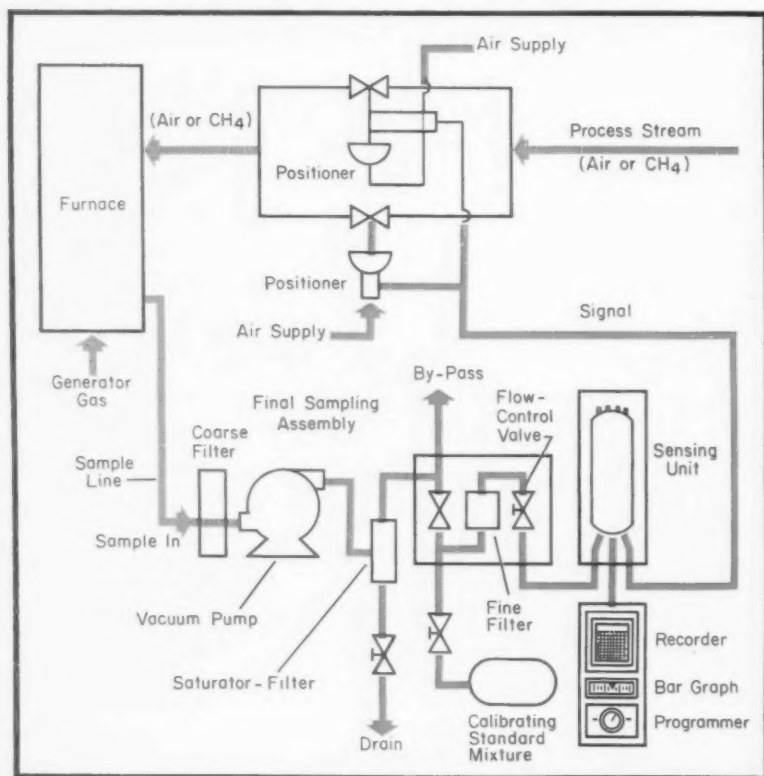 Air Supply
(Air or CH4)
Process Stream
(Air or CH4)
Positioner
Furnace
Positioner
Air Supply
Signal
Generator
Gas
By-Pass
Flow-
Control
Valve
Final Sampling
Assembly
Coarse
Filter
Sensing
Unit
Sample
Line
Sample In
Vacuum Pump
Fine
Filter
Saturator-Filter
Recorder
Bar Graph
Programmer
Calibrating
Standard
Mixture
Drain